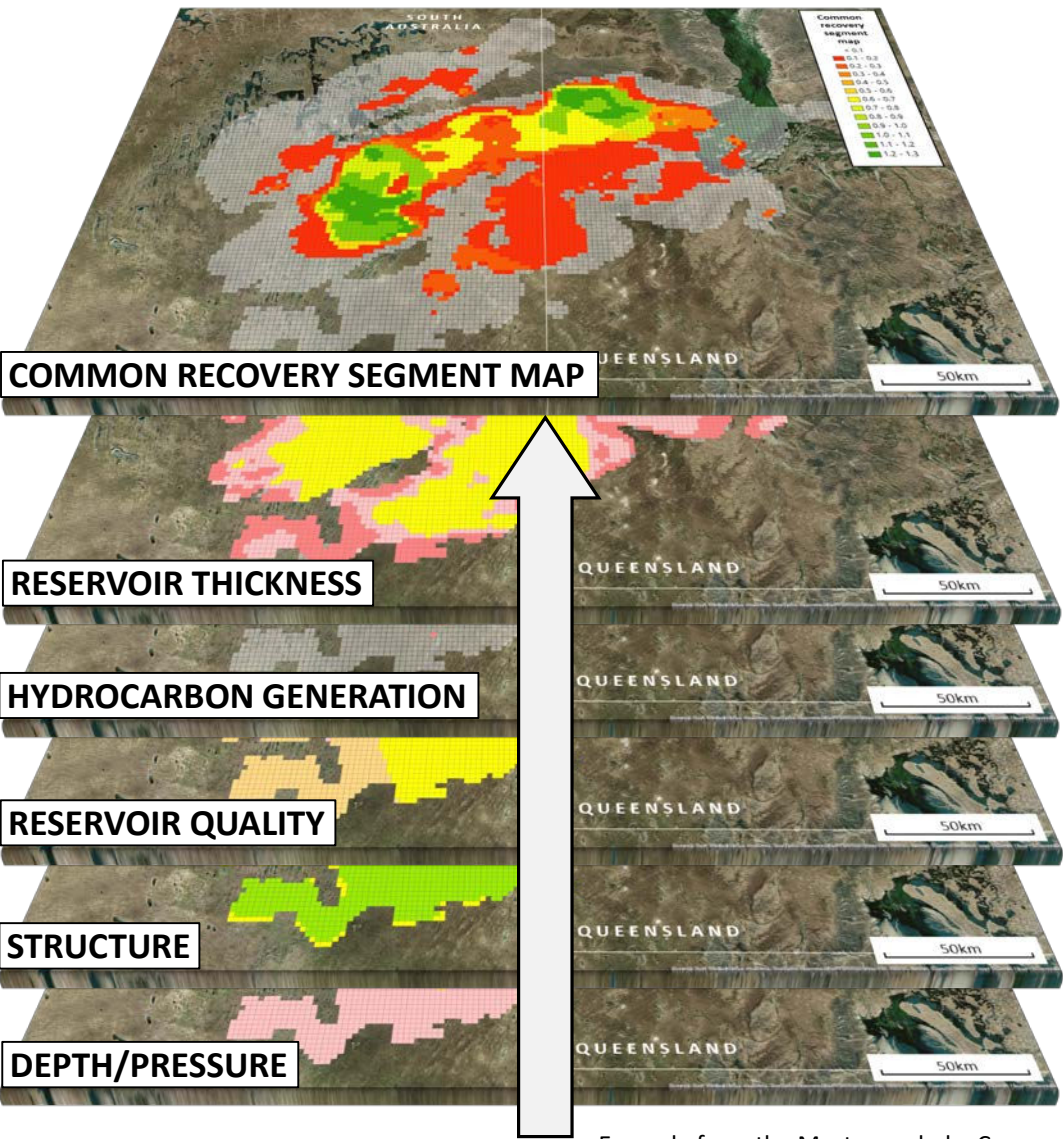 SOUTH
AUSTRALIA
Common
recovery
segment
map
< 0.1
0.1 - 0.2
0.2 - 0.3
0.3 - 0.4
0.4 - 0.5
0.5 - 0.6
0.6 - 0.7
0.7 - 0.8
0.8 - 0.9
0.9 - 1.0
1.0 - 1.1
1.1 - 1.2
1.2 - 1.3
QUEENSLAND
50km
COMMON RECOVERY SEGMENT MAP
QUEENSLAND
50km
RESERVOIR THICKNESS
QUEENSLAND
50km
HYDROCARBON GENERATION
QUEENSLAND
50km
RESERVOIR QUALITY
QUEENSLAND
50km
STRUCTURE
QUEENSLAND
50km
DEPTH/PRESSURE